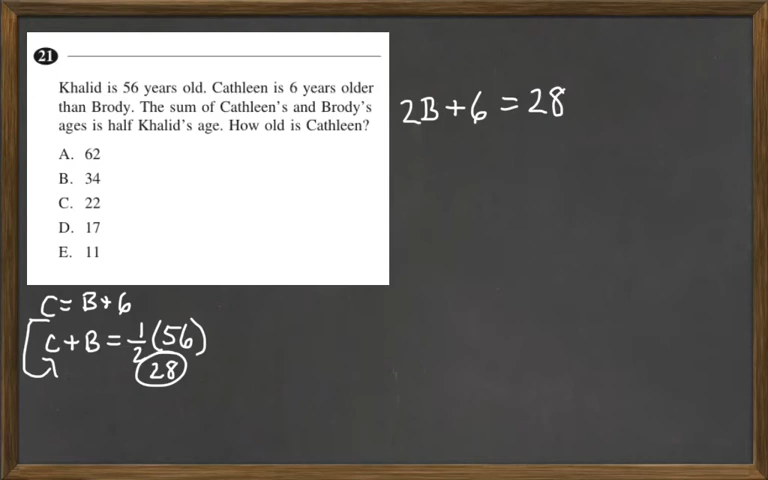 21
Khalid is 56 years old. Cathleen is 6 years older
than Brody. The sum of Cathleen's and Brody's
ages is half Khalid's age. How old is Cathleen?
A. 62
B. 34
C. 22
D. 17
E. 11
2B + 6 = 28
C = B + 6
C + B = 1/2 (56)
28